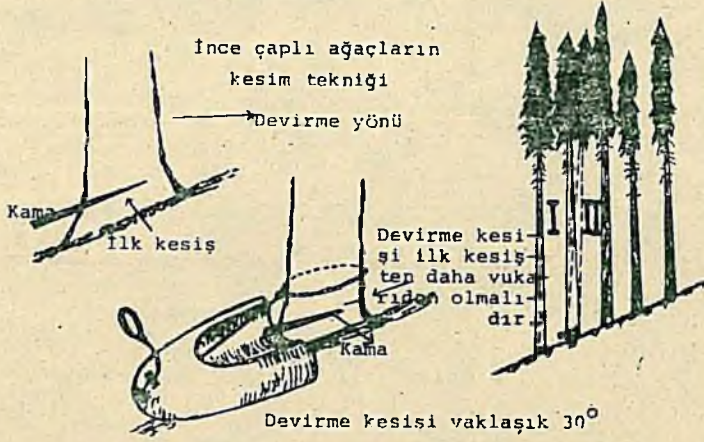 İnce çaplı ağaçların
kesim tekniği
Devirme yönü
Kama
İlk kesiş
I
II
Devirme kesi
şi ilk kesiş-
ten daha yuka
rıdan olmalı-
dır.
Kama
Devirme kesisi yaklaşık 30°